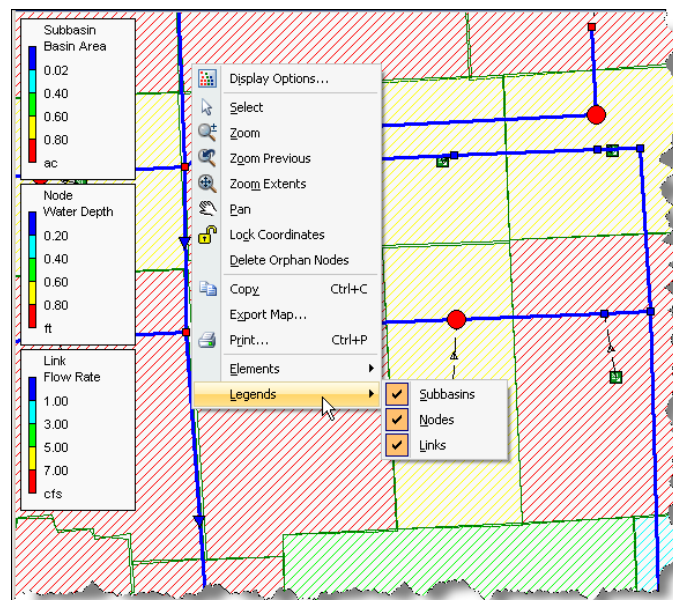 Subbasin
Basin Area
0.02
0.40
0.60
0.80
ac
Node
Water Depth
0.20
0.40
0.60
0.80
ft
Link
Flow Rate
1.00
3.00
5.00
7.00
cfs
Display Options...
Select
Zoom
Zoom Previous
Zoom Extents
Pan
Lock Coordinates
Delete Orphan Nodes
Copy Ctrl+C
Export Map...
Print... Ctrl+P
Elements
Legends
Subbasins
Nodes
Links